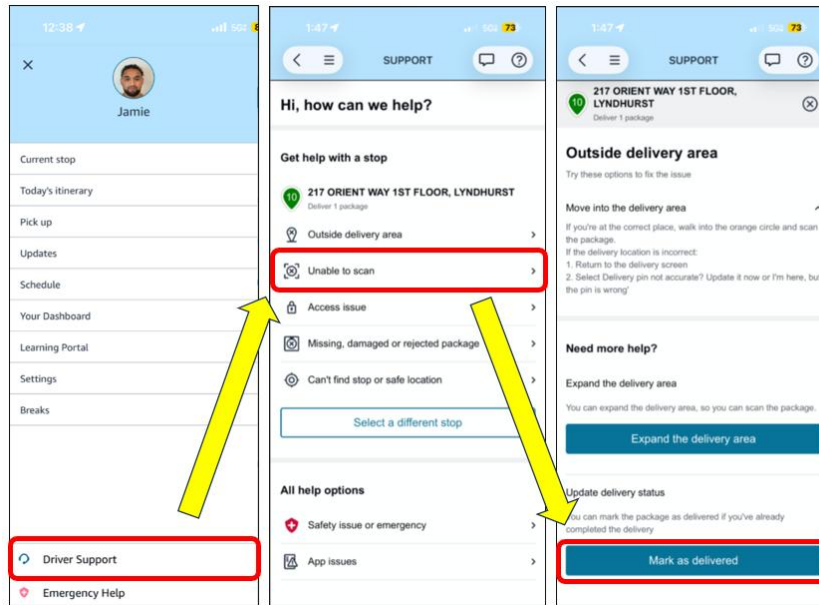 12:38
5G
8
Jamie
Current stop
Today's itinerary
Pick up
Updates
Schedule
Your Dashboard
Learning Portal
Settings
Breaks
Driver Support
Emergency Help
1:47
5G
73
SUPPORT
Hi, how can we help?
Get help with a stop
10
217 ORIENT WAY 1ST FLOOR, LYNDHURST
Deliver 1 package
Outside delivery area
Unable to scan
Access issue
Missing, damaged or rejected package
Can't find stop or safe location
Select a different stop
All help options
Safety issue or emergency
App issues
1:47
5G
73
SUPPORT
10
217 ORIENT WAY 1ST FLOOR,
LYNDHURST
Deliver 1 package
Outside delivery area
Try these options to fix the issue
Move into the delivery area
If you're at the correct place, walk into the orange circle and scan
the package.
If the delivery location is incorrect:
1. Return to the delivery screen
2. Select Delivery pin not accurate? Update it now or I'm here, but
the pin is wrong'
Need more help?
Expand the delivery area
You can expand the delivery area, so you can scan the package.
Expand the delivery area
Update delivery status
You can mark the package as delivered if you've already
completed the delivery
Mark as delivered